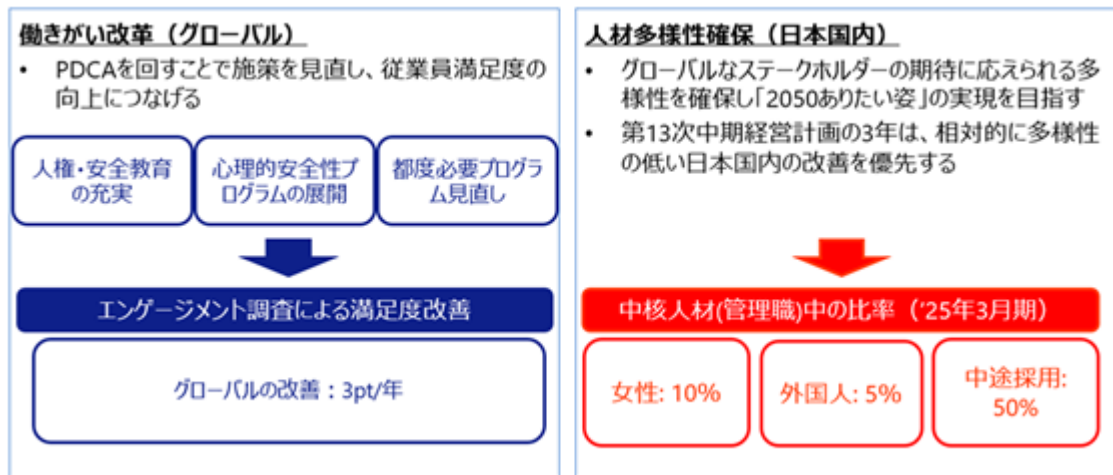 働きがい改革（グローバル）
• PDCAを回すことで施策を見直し、従業員満足度の
向上につなげる
人権・安全教育
の充実
心理的安全性プ
ログラムの展開
都度必要プログラ
ム見直し
エンゲージメント調査による満足度改善
グローバルの改善：3pt/年
人材多様性確保（日本国内）
• グローバルなステークホルダーの期待に応えられる多
様性を確保し「2050ありたい姿」の実現を目指す
• 第13次中期経営計画の3年は、相対的に多様性
の低い日本国内の改善を優先する
中核人材(管理職)中の比率（'25年3月期）
女性: 10%
外国人: 5%
中途採用:
50%